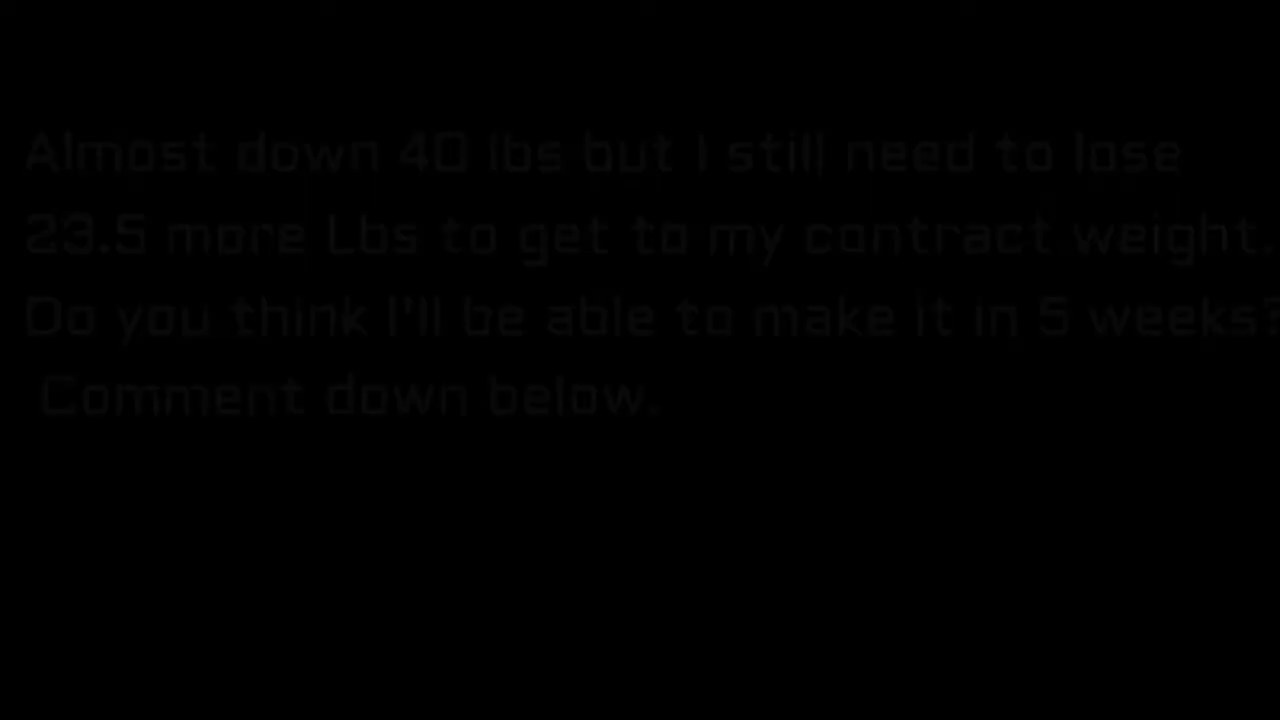 Almost down 40 lbs but I still need to lose
23.5 more Lbs to get to my contract weight.
Do you think I'll be able to make it in 5 weeks?
Comment down below.